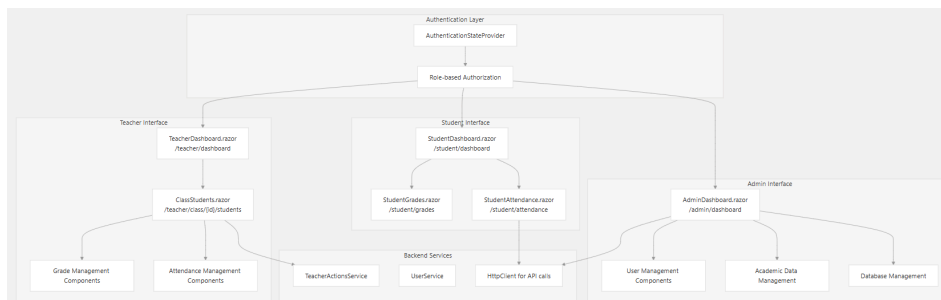 Authentication Layer
AuthenticationStateProvider
Role-based Authorization
Teacher Interface
TeacherDashboard.razor
/teacher/dashboard
ClassStudents.razor
/teacher/class/{id}/students
Grade Management
Components
Attendance Management
Components
Student Interface
StudentDashboard.razor
/student/dashboard
StudentGrades.razor
/student/grades
StudentAttendance.razor
/student/attendance
Backend Services
TeacherActionsService
UserService
HttpClient for API calls
Admin Interface
AdminDashboard.razor
/admin/dashboard
User Management
Components
Academic Data
Management
Database Management